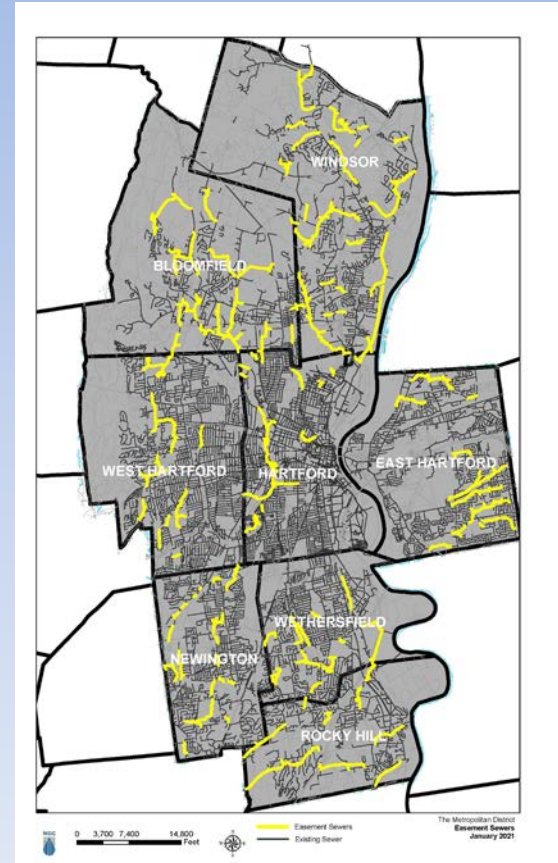 WINDSOR
BLOOMFIELD
WEST HARTFORD
HARTFORD
EAST HARTFORD
WETHERSFIELD
NEWINGTON
ROCKY HILL
0 3,700 7,400 14,800
Feet
Easement Sewers
Existing Sewer
The Metropolitan District
Easement Sewers
January 2021